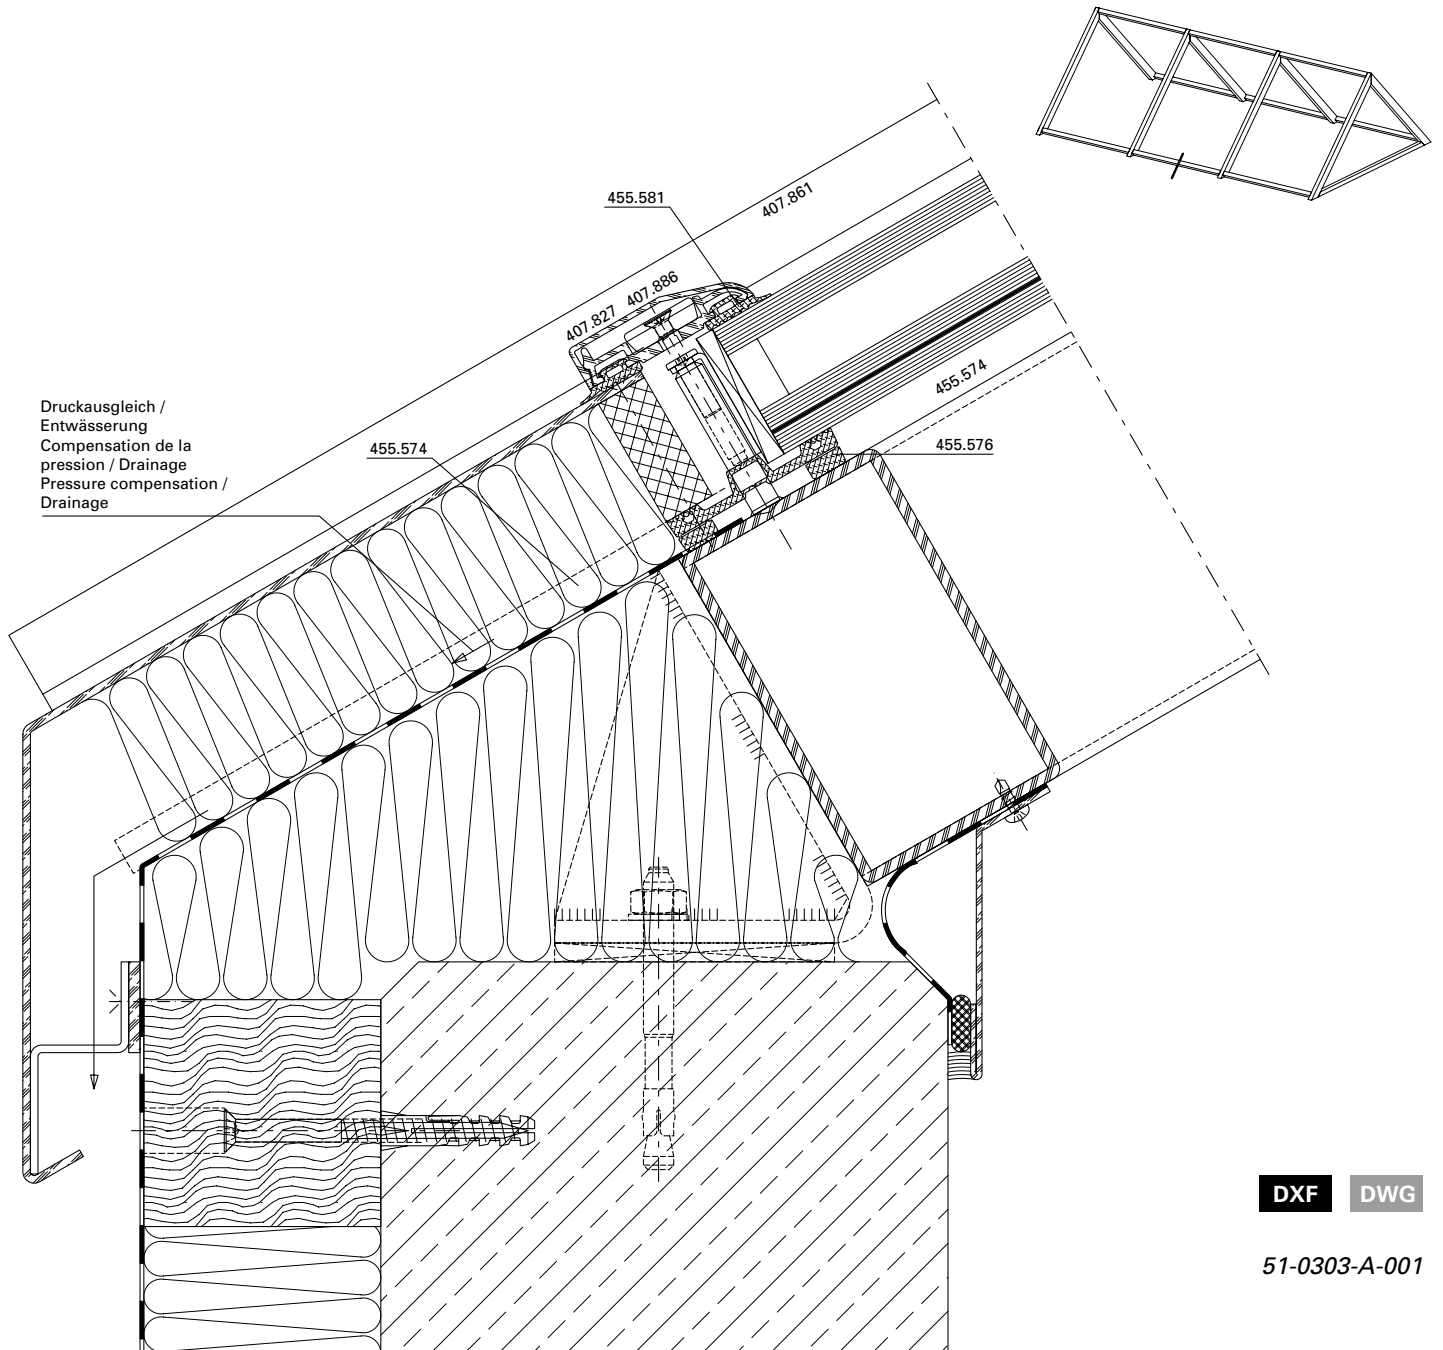 455.581
407.861
407.827
407.886
455.574
455.576
Druckausgleich /
Entwässerung
Compensation de la
pression / Drainage
Pressure compensation /
Drainage
455.574
DXF DWG
51-0303-A-001